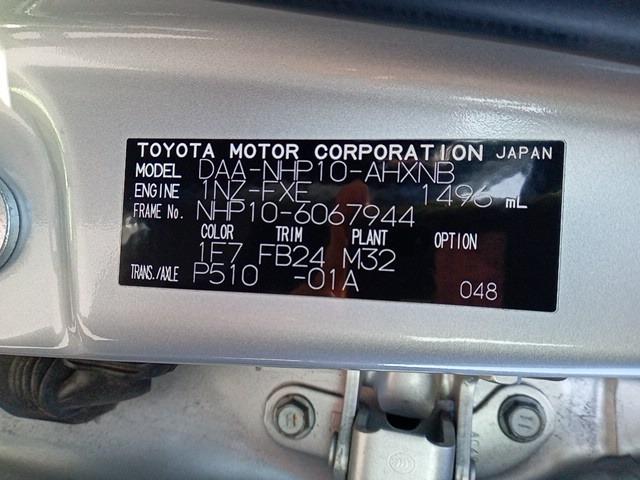 TOYOTA MOTOR CORPORATION JAPAN
MODEL DAA-NHP10-AHXNB
ENGINE 1NZ-FXE 1496 mL
FRAME No. NHP10-6067944
COLOR TRIM PLANT OPTION
1F7 FB24 M32
TRANS./AXLE P510 -01A 048